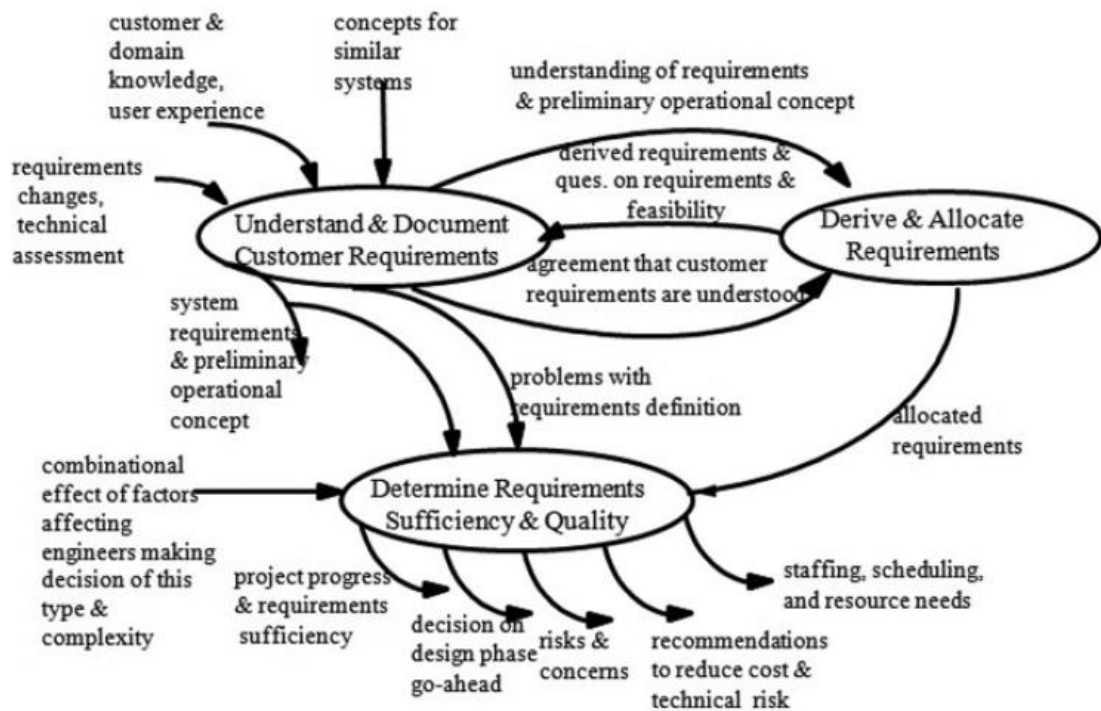 customer &
domain
knowledge,
user experience
concepts for
similar
systems
understanding of requirements
& preliminary operational concept
requirements
changes,
technical
assessment
derived requirements &
ques. on requirements &
feasibility
Understand & Document
Customer Requirements
Derive & Allocate
Requirements
agreement that customer
requirements are understood
system
requirements
& preliminary
operational
concept
problems with
requirements definition
allocated
requirements
combinational
effect of factors
affecting
engineers making
decision of this
type &
complexity
Determine Requirements
Sufficiency & Quality
project progress
& requirements
sufficiency
decision on
design phase
go-ahead
risks &
concerns
recommendations
to reduce cost &
technical risk
staffing, scheduling,
and resource needs